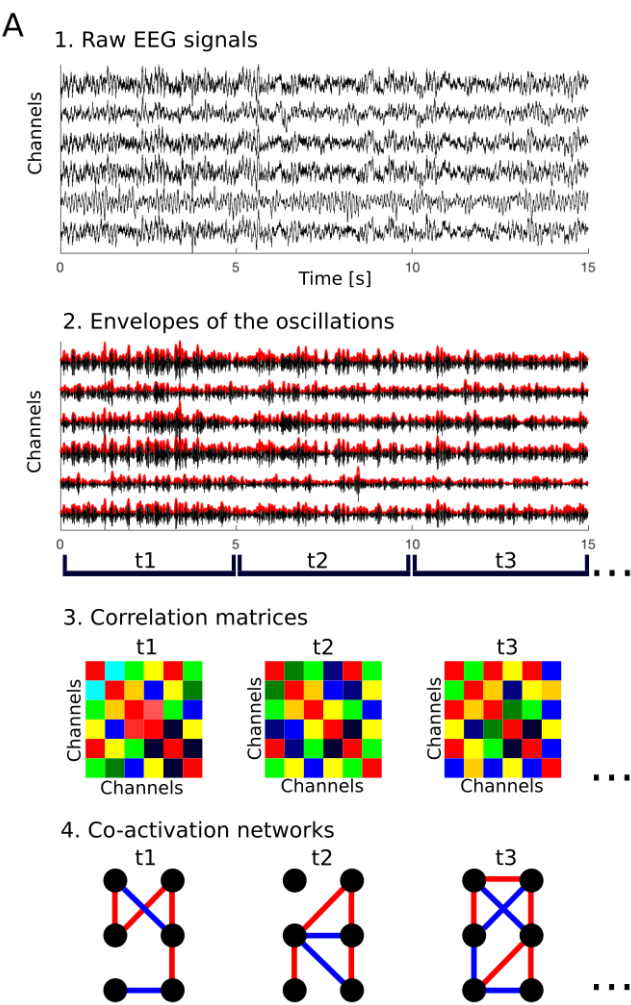 A
1. Raw EEG signals
Channels
0 5 10 15
Time [s]
2. Envelopes of the oscillations
Channels
0 5 10 15
t1 t2 t3 ...
3. Correlation matrices
t1 t2 t3
Channels Channels Channels
Channels Channels Channels ...
4. Co-activation networks
t1 t2 t3
...